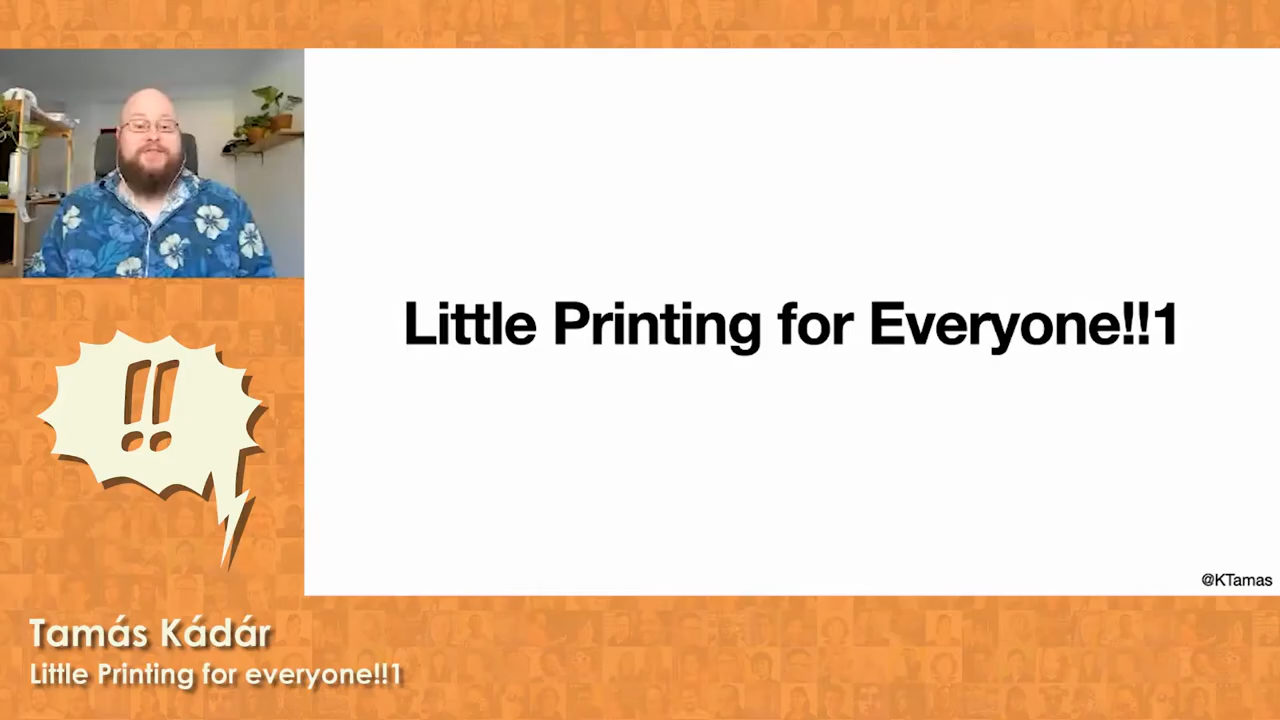 Little Printing for Everyone!!1
@KTamas
!!
Tamás Kádár
Little Printing for everyone!!1